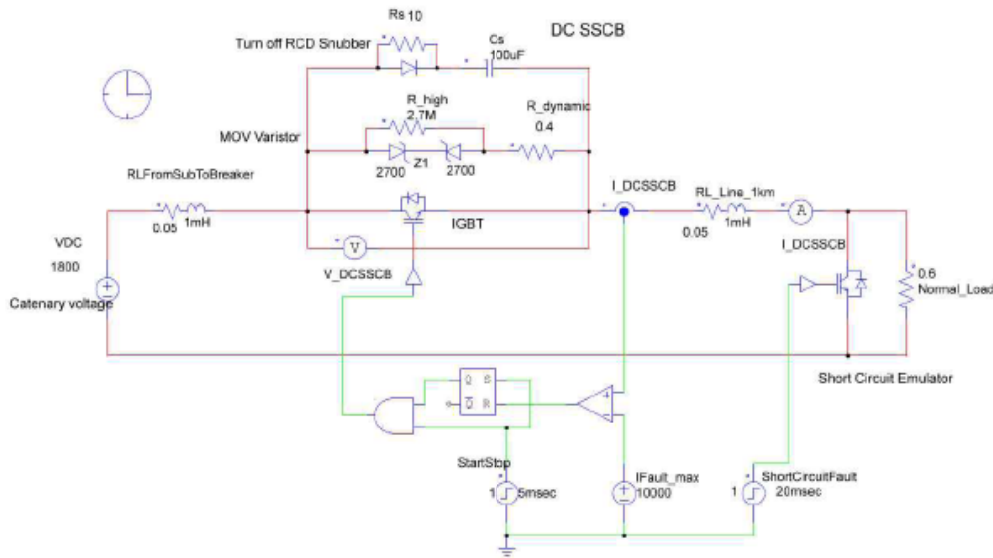 Rs 10
DC SSCB
Turn off RCD Snubber
Cs
100uF
R_high
2.7M
R_dynamic
0.4
MOV Varistor
2700
Z1
2700
RLFromSubToBreaker
I_DCSSCB
RL_Line_1km
A
0.05
1mH
IGBT
0.05
1mH
I_DCSSCB
VDC
1800
V
V_DCSSCB
0.6
Normal_Load
Catenary voltage
Short Circuit Emulator
Q
S
Q
R
StartStop
1
5msec
IFault_max
10000
ShortCircuitFault
1
20msec